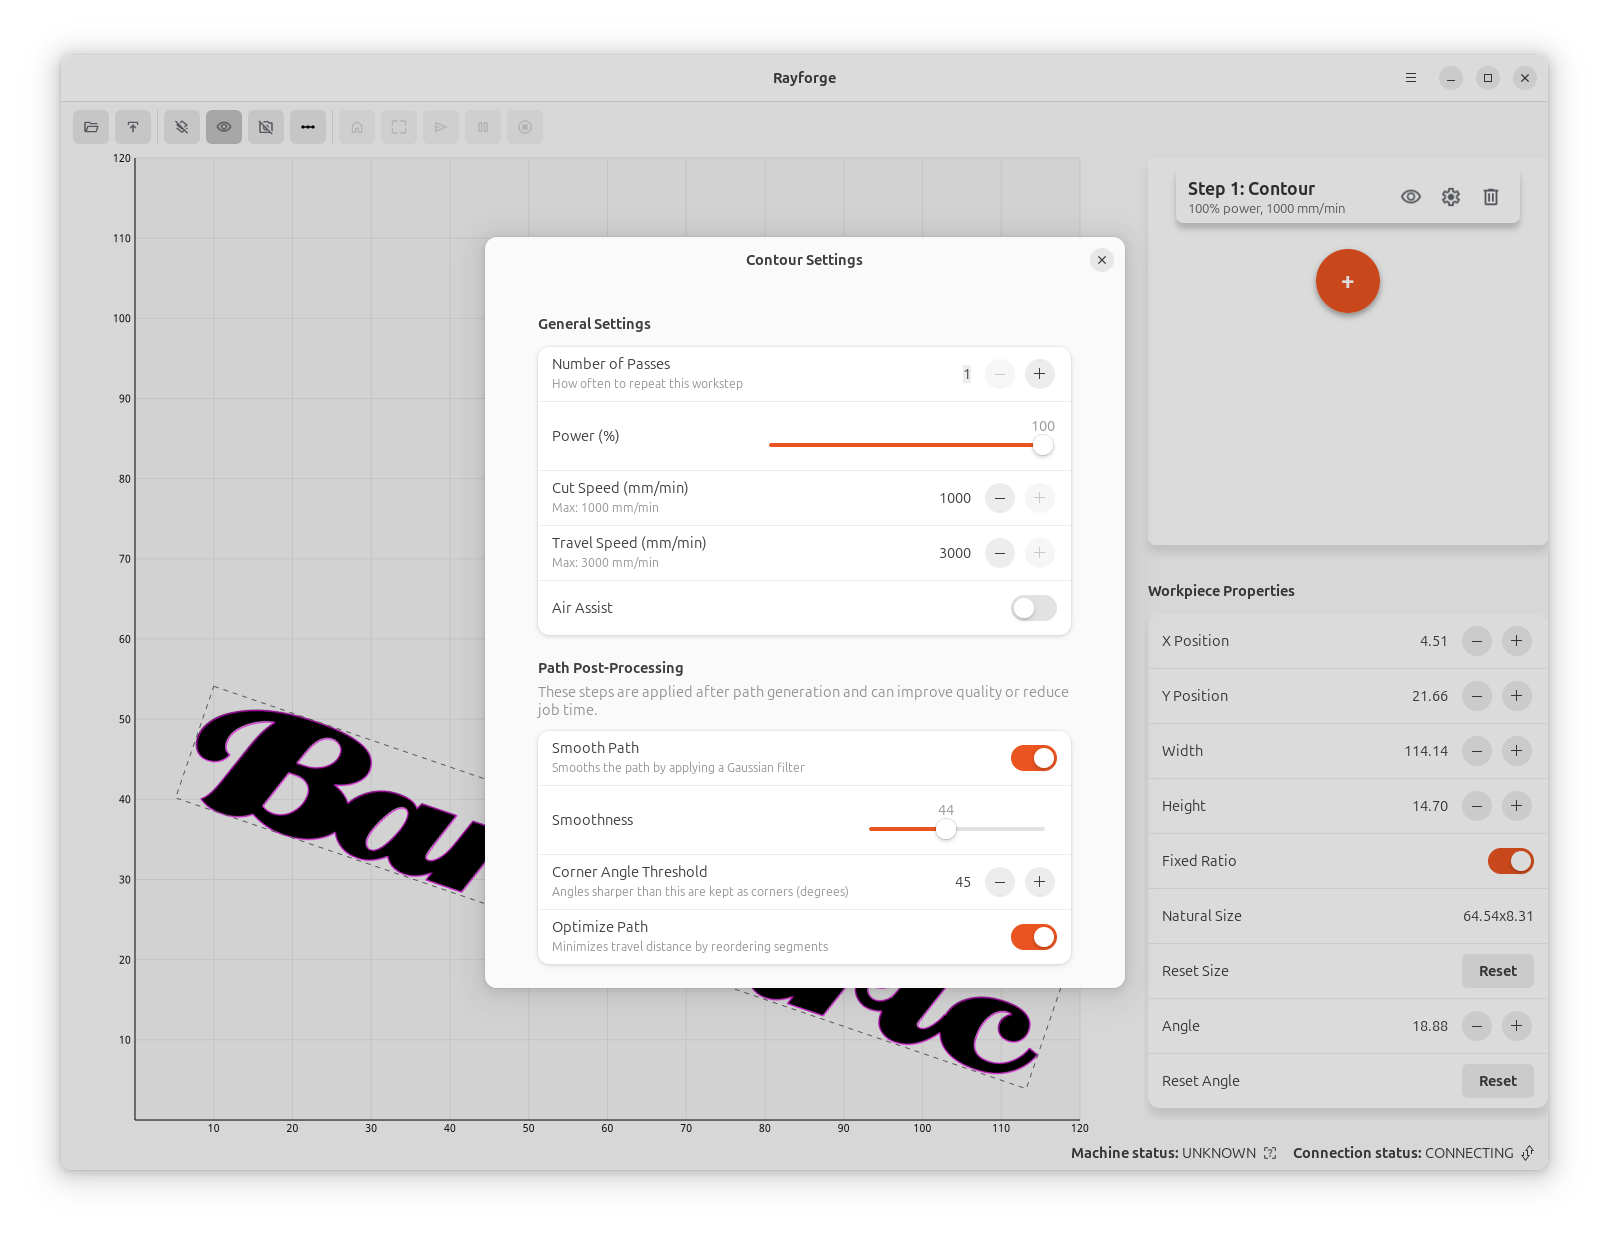 Rayforge
Step 1: Contour
100% power, 1000 mm/min
+
120
110
100
90
80
70
60
50
40
30
20
10
10 20 30 40 50 60 70 80 90 100 110 120
Contour Settings
General Settings
Number of Passes
How often to repeat this workstep
1
Power (%)
100
Cut Speed (mm/min)
Max: 1000 mm/min
1000
Travel Speed (mm/min)
Max: 3000 mm/min
3000
Air Assist
Path Post-Processing
These steps are applied after path generation and can improve quality or reduce
job time.
Smooth Path
Smooths the path by applying a Gaussian filter
Smoothness
44
Corner Angle Threshold
Angles sharper than this are kept as corners (degrees)
45
Optimize Path
Minimizes travel distance by reordering segments
Workpiece Properties
X Position 4.51
Y Position 21.66
Width 114.14
Height 14.70
Fixed Ratio
Natural Size 64.54x8.31
Reset Size Reset
Angle 18.88
Reset Angle Reset
Machine status: UNKNOWN Connection status: CONNECTING